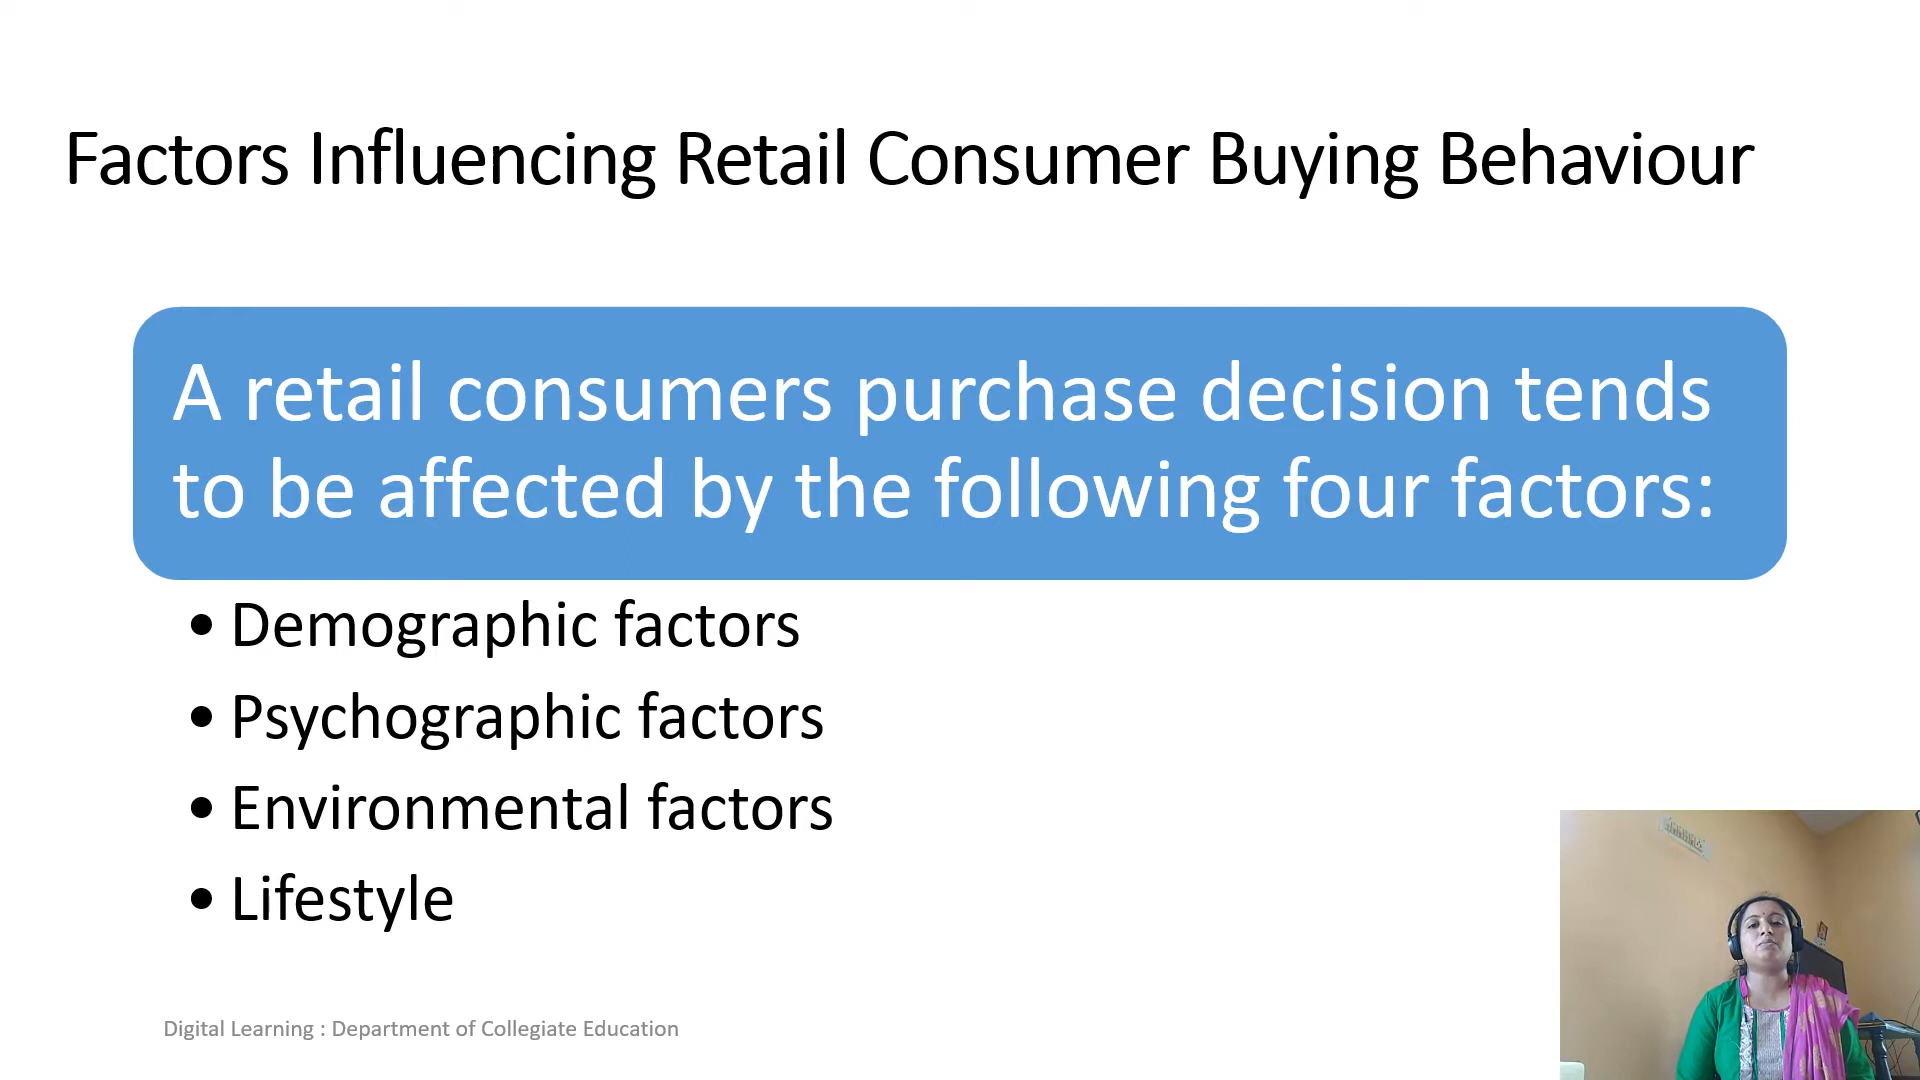 Factors Influencing Retail Consumer Buying Behaviour
A retail consumers purchase decision tends
to be affected by the following four factors:
• Demographic factors
• Psychographic factors
• Environmental factors
• Lifestyle
Digital Learning : Department of Collegiate Education